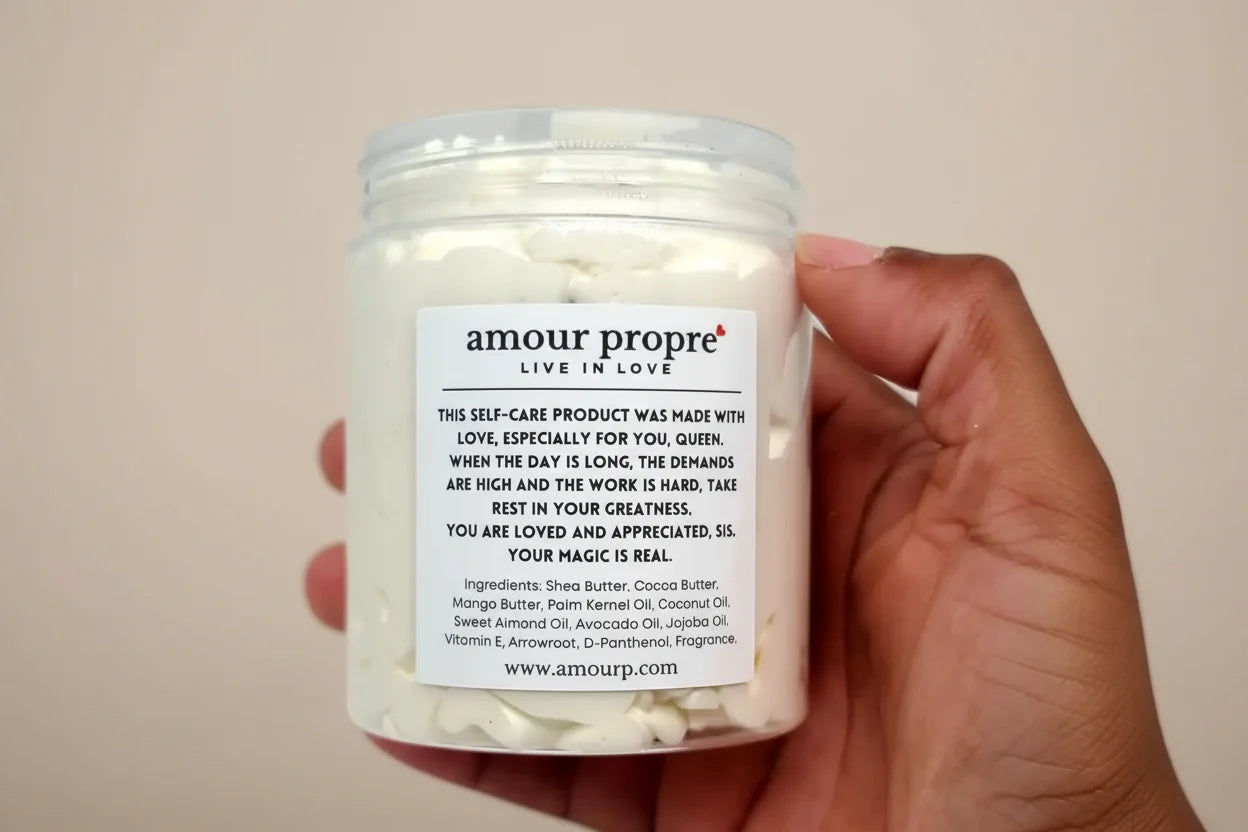 amour propre
LIVE IN LOVE
THIS SELF-CARE PRODUCT WAS MADE WITH
LOVE, ESPECIALLY FOR YOU, QUEEN.
WHEN THE DAY IS LONG, THE DEMANDS
ARE HIGH AND THE WORK IS HARD, TAKE
REST IN YOUR GREATNESS.
YOU ARE LOVED AND APPRECIATED, SIS.
YOUR MAGIC IS REAL.
Ingredients: Shea Butter, Cocoa Butter,
Mango Butter, Palm Kernel Oil, Coconut Oil,
Sweet Almond Oil, Avocado Oil, Jojoba Oil,
Vitamin E, Arrowroot, D-Panthenol, Fragrance.
www.amourp.com